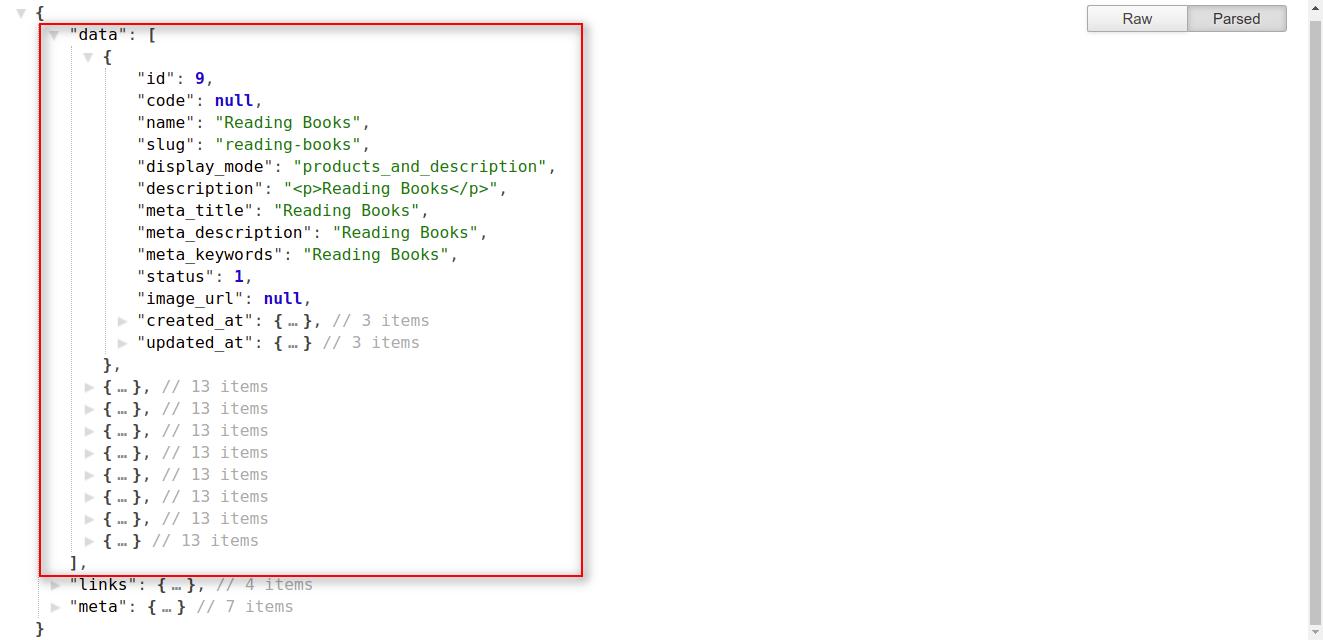 {
Raw Parsed
"data": [
{
"id": 9,
"code": null,
"name": "Reading Books",
"slug": "reading-books",
"display_mode": "products_and_description",
"description": "<p>Reading Books</p>",
"meta_title": "Reading Books",
"meta_description": "Reading Books",
"meta_keywords": "Reading Books",
"status": 1,
"image_url": null,
"created_at": {…}, // 3 items
"updated_at": {…} // 3 items
},
{…}, // 13 items
{…}, // 13 items
{…}, // 13 items
{…}, // 13 items
{…}, // 13 items
{…}, // 13 items
{…}, // 13 items
{…} // 13 items
],
"links": {…}, // 4 items
"meta": {…} // 7 items
}